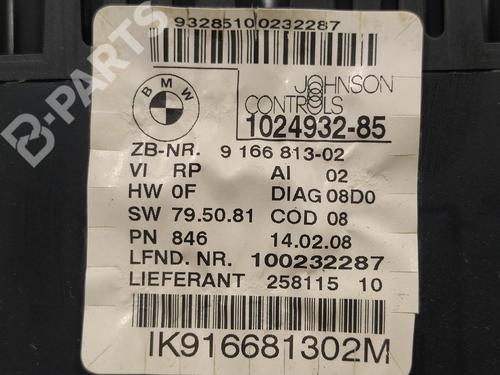 93285100232287
BMW
JOHNSON
CONTROLS
1024932-85
ZB-NR. 9 166 813-02
VI RP AI 02
HW 0F DIAG 08D0
SW 79.50.81 COD 08
PN 846 14.02.08
LFND. NR. 100232287
LIEFERANT 258115 10
IK916681302M
B-PARTS